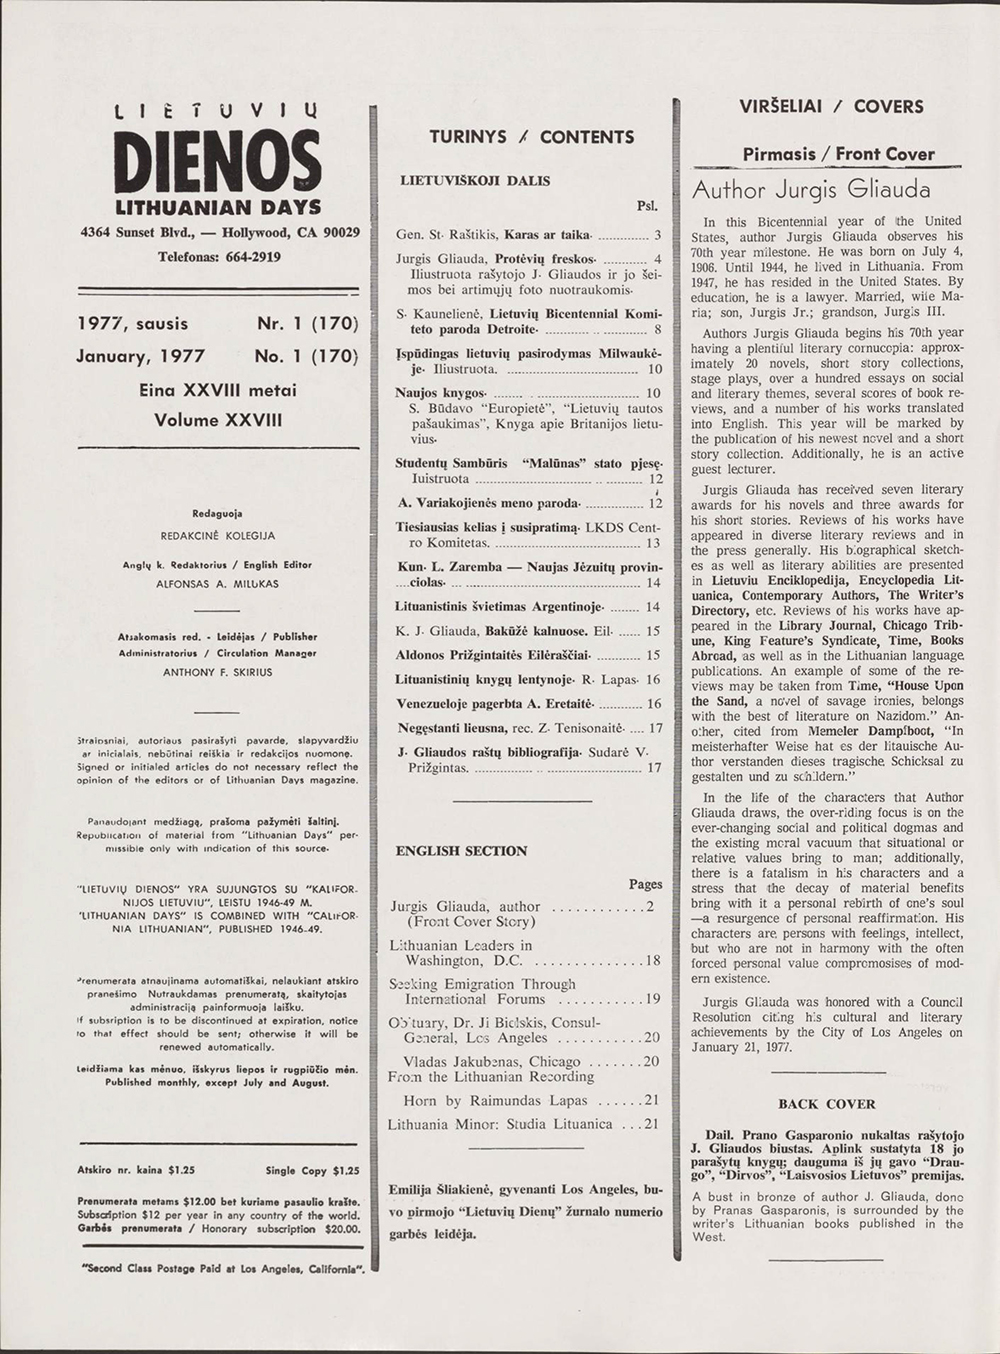 LIETUVIŲ
DIENOS
LITHUANIAN DAYS
4364 Sunset Blvd., — Hollywood, CA 90029
Telefonas: 664-2919
1977, sausis Nr. 1 (170)
January, 1977 No. 1 (170)
Eina XXVIII metai
Volume XXVIII
Redaguoja
REDAKCINĖ KOLEGIJA
Anglų k. Redaktorius / English Editor
ALFONSAS A. MILUKAS
Atsakomasis red. - Leidėjas / Publisher
Administratorius / Circulation Manager
ANTHONY F. SKIRIUS
Straipsniai, autoriaus pasirašyti pavarde, slapyvardžiu
ar inicialais, nebūtinai reiškia ir redakcijos nuomonę.
Signed or initialed articles do not necessary reflect the
opinion of the editors or of Lithuanian Days magazine.
Panaudojant medžiagą, prašoma pažymėti šaltinį.
Republication of material from "Lithuanian Days" per-
missible only with indication of this source.
"LIETUVIŲ DIENOS" YRA SUJUNGTOS SU "KALIFOR-
NIJOS LIETUVIU", LEISTU 1946-49 M.
'LITHUANIAN DAYS" IS COMBINED WITH "CALIFOR-
NIA LITHUANIAN", PUBLISHED 1946-49.
Prenumerata atnaujinama automatiškai, nelaukiant atskiro
pranešimo Nutraukdamas prenumeratą, skaitytojas
administraciją painformuoja laišku.
If subsription is to be discontinued at expiration, notice
to that effect should be sent; otherwise it will be
renewed automatically.
Leidžiama kas mėnuo, išskyrus liepos ir rugpiūčio mėn.
Published monthly, except July and August.
Atskiro nr. kaina $1.25 Single Copy $1.25
Prenumerata metams $12.00 bet kuriame pasaulio krašte.
Subscription $12 per year in any country of the world.
Garbės prenumerata / Honorary subscription $20.00.
"Second Class Postage Paid at Los Angeles, California".
TURINYS / CONTENTS
LIETUVIŠKOJI DALIS
Psl.
Gen. St. Raštikis, Karas ar taika. .............. 3
Jurgis Gliauda, Protėvių freskos. ............ 4
Iliustruota rašytojo J. Gliaudos ir jo šei-
mos bei artimųjų foto nuotraukomis.
S. Kaunelienė, Lietuvių Bicentennial Komi-
teto paroda Detroite. ............ .. ............ 8
Įspūdingas lietuvių pasirodymas Milwaukė-
je. Iliustruota. .................................... 10
Naujos knygos. ........ . ............................ 10
S. Būdavo "Europietė", "Lietuvių tautos
pašaukimas", Knyga apie Britanijos lietu-
vius.
Studentų Sambūris "Malūnas" stato pjesę.
Iuistruota ................................ .. ......... 12
A. Variakojienės meno paroda. ................ 12
Tiesiausias kelias į susipratimą. LKDS Cent-
ro Komitetas. ........................................ 13
Kun. L. Zaremba — Naujas Jėzuitų provin-
....ciolas. ... ............................................... 14
Lituanistinis švietimas Argentinoje. ........ 14
K. J. Gliauda, Bakūžė kalnuose. Eil. ...... 15
Aldonos Prižgintaitės Eilėraščiai. ............ 15
Lituanistinių knygų lentynoje. R. Lapas. 16
Venezueloje pagerbta A. Eretaitė. ............ 16
Negęstanti liepsna, rec. Z. Tenisonaitė. .... 17
J. Gliaudos raštų bibliografija. Sudarė V.
Prižgintas. .................. .. ............................ 17
ENGLISH SECTION
Pages
Jurgis Gliauda, author ............2
(Front Cover Story)
Lithuanian Leaders in
Washington, D.C. ..............18
Seeking Emigration Through
International Forums ...........19
Obituary, Dr. Ji Bielskis, Consul-
General, Los Angeles ...........20
Vladas Jakubenas, Chicago .......20
From the Lithuanian Recording
Horn by Raimundas Lapas ......21
Lithuania Minor: Studia Lituanica ...21
Emilija Šliakienė, gyvenanti Los Angeles, bu-
vo pirmojo "Lietuvių Dienų" žurnalo numerio
garbės leidėja.
VIRŠELIAI / COVERS
Pirmasis / Front Cover
Author Jurgis Gliauda
In this Bicentennial year of the United
States, author Jurgis Gliauda observes his
70th year milestone. He was born on July 4,
1906. Until 1944, he lived in Lithuania. From
1947, he has resided in the United States. By
education, he is a lawyer. Married, wife Ma-
ria; son, Jurgis Jr.; grandson, Jurgis III.
Authors Jurgis Gliauda begins his 70th year
having a plentiful literary cornucopia: approx-
imately 20 novels, short story collections,
stage plays, over a hundred essays on social
and literary themes, several scores of book re-
views, and a number of his works translated
into English. This year will be marked by
the publication of his newest novel and a short
story collection. Additionally, he is an active
guest lecturer.
Jurgis Gliauda has received seven literary
awards for his novels and three awards for
his short stories. Reviews of his works have
appeared in diverse literary reviews and in
the press generally. His biographical sketch-
es as well as literary abilities are presented
in Lietuviu Enciklopedija, Encyclopedia Lit-
uanica, Contemporary Authors, The Writer's
Directory, etc. Reviews of his works have ap-
peared in the Library Journal, Chicago Trib-
une, King Feature's Syndicate, Time, Books
Abroad, as well as in the Lithuanian language
publications. An example of some of the re-
views may be taken from Time, "House Upon
the Sand, a novel of savage ironies, belongs
with the best of literature on Nazidom." An-
other, cited from Memeler Dampfboot, "In
meisterhafter Weise hat es der litauische Au-
thor verstanden dieses tragische Schicksal zu
gestalten und zu schildern."
In the life of the characters that Author
Gliauda draws, the over-riding focus is on the
ever-changing social and political dogmas and
the existing moral vacuum that situational or
relative values bring to man; additionally,
there is a fatalism in his characters and a
stress that the decay of material benefits
bring with it a personal rebirth of one's soul
—a resurgence of personal reaffirmation. His
characters are persons with feelings, intellect,
but who are not in harmony with the often
forced personal value compromosises of mod-
ern existence.
Jurgis Gliauda was honored with a Council
Resolution citing his cultural and literary
achievements by the City of Los Angeles on
January 21, 1977.
BACK COVER
Dail. Prano Gasparonio nukaltas rašytojo
J. Gliaudos biustas. Aplink sustatyta 18 jo
parašytų knygų; dauguma iš jų gavo "Drau-
go", "Dirvos", "Laisvosios Lietuvos" premijas.
A bust in bronze of author J. Gliauda, done
by Pranas Gasparonis, is surrounded by the
writer's Lithuanian books published in the
West.